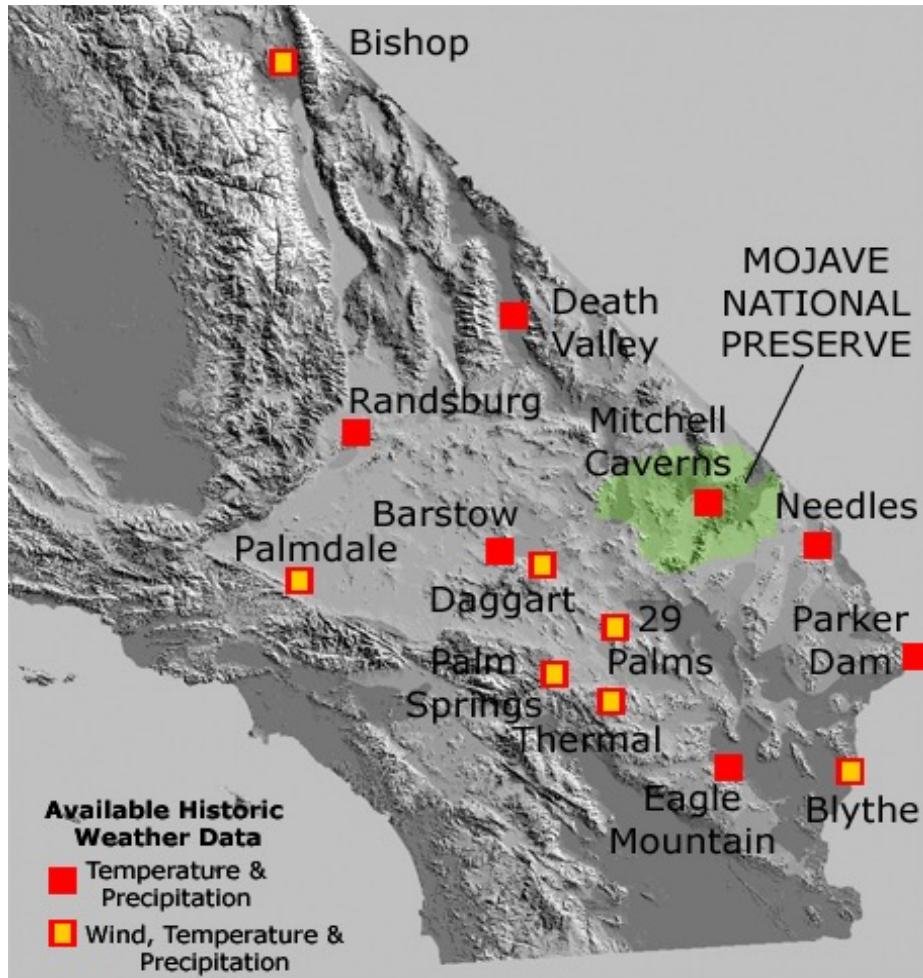 Bishop
MOJAVE
NATIONAL
PRESERVE
Death
Valley
Randsburg
Mitchell
Caverns
Needles
Barstow
Palmdale
Daggart
29
Palms
Parker
Dam
Palm
Springs
Thermal
Eagle
Mountain
Blythe
Available Historic
Weather Data
Temperature &
Precipitation
Wind, Temperature &
Precipitation